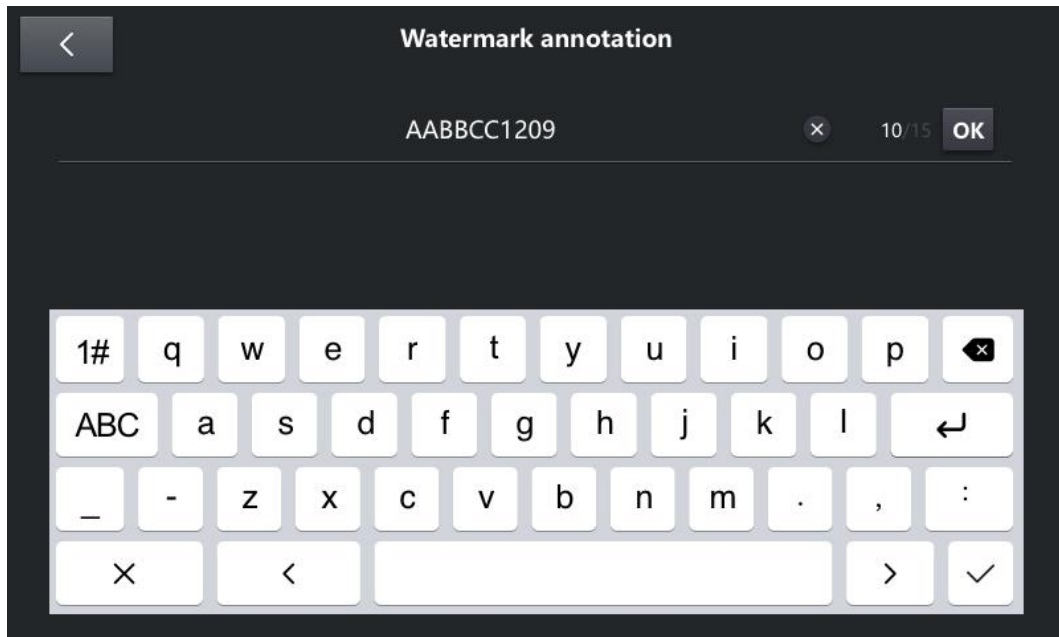 Watermark annotation
AABBCC1209 10/15 OK
1# q w e r t y u i o p
ABC a s d f g h j k l
_ - z x c v b n m . , :